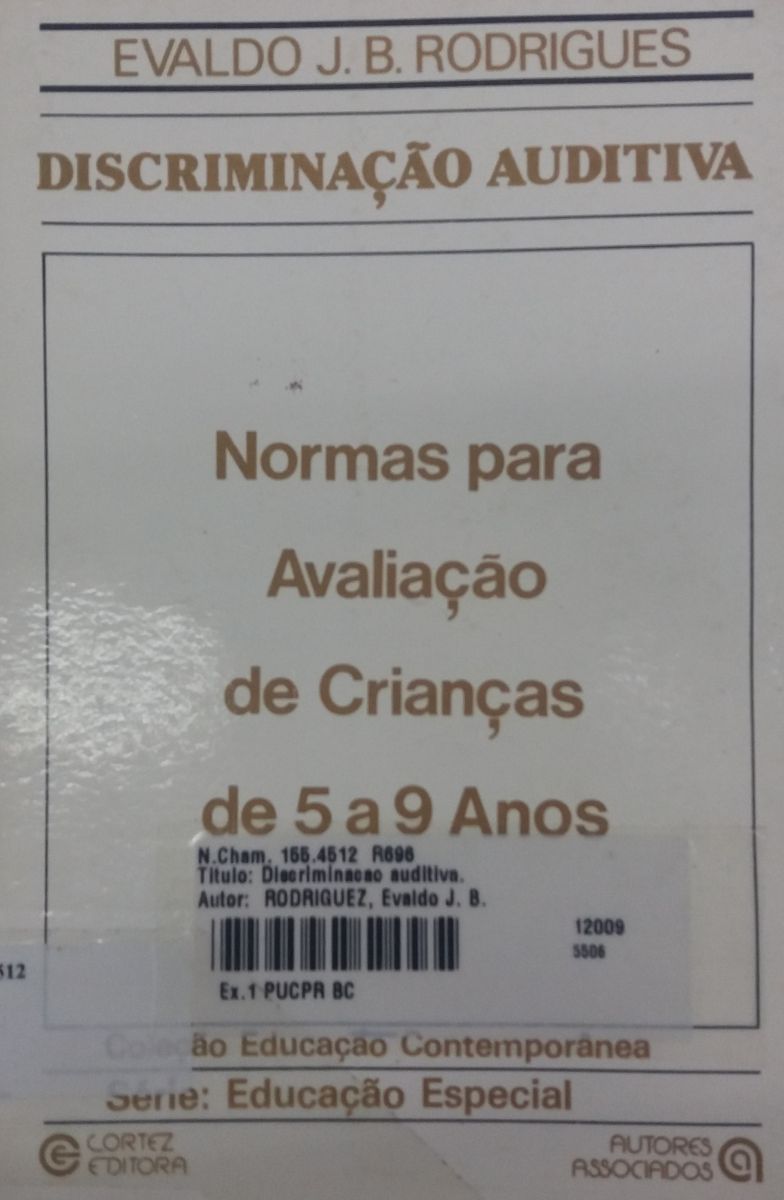 EVALDO J. B. RODRIGUES
DISCRIMINAÇÃO AUDITIVA
Normas para
Avaliação
de Crianças
de 5 a 9 Anos
N.Cham. 155.4512 R696
Titulo: Discriminacao auditiva.
Autor: RODRIGUEZ, Evaldo J. B.
12009
5506
Ex.1 PUCPR BC
512
Coleção Educação Contemporânea
Série: Educação Especial
CORTEZ
EDITORA
AUTORES
ASSOCIADOS